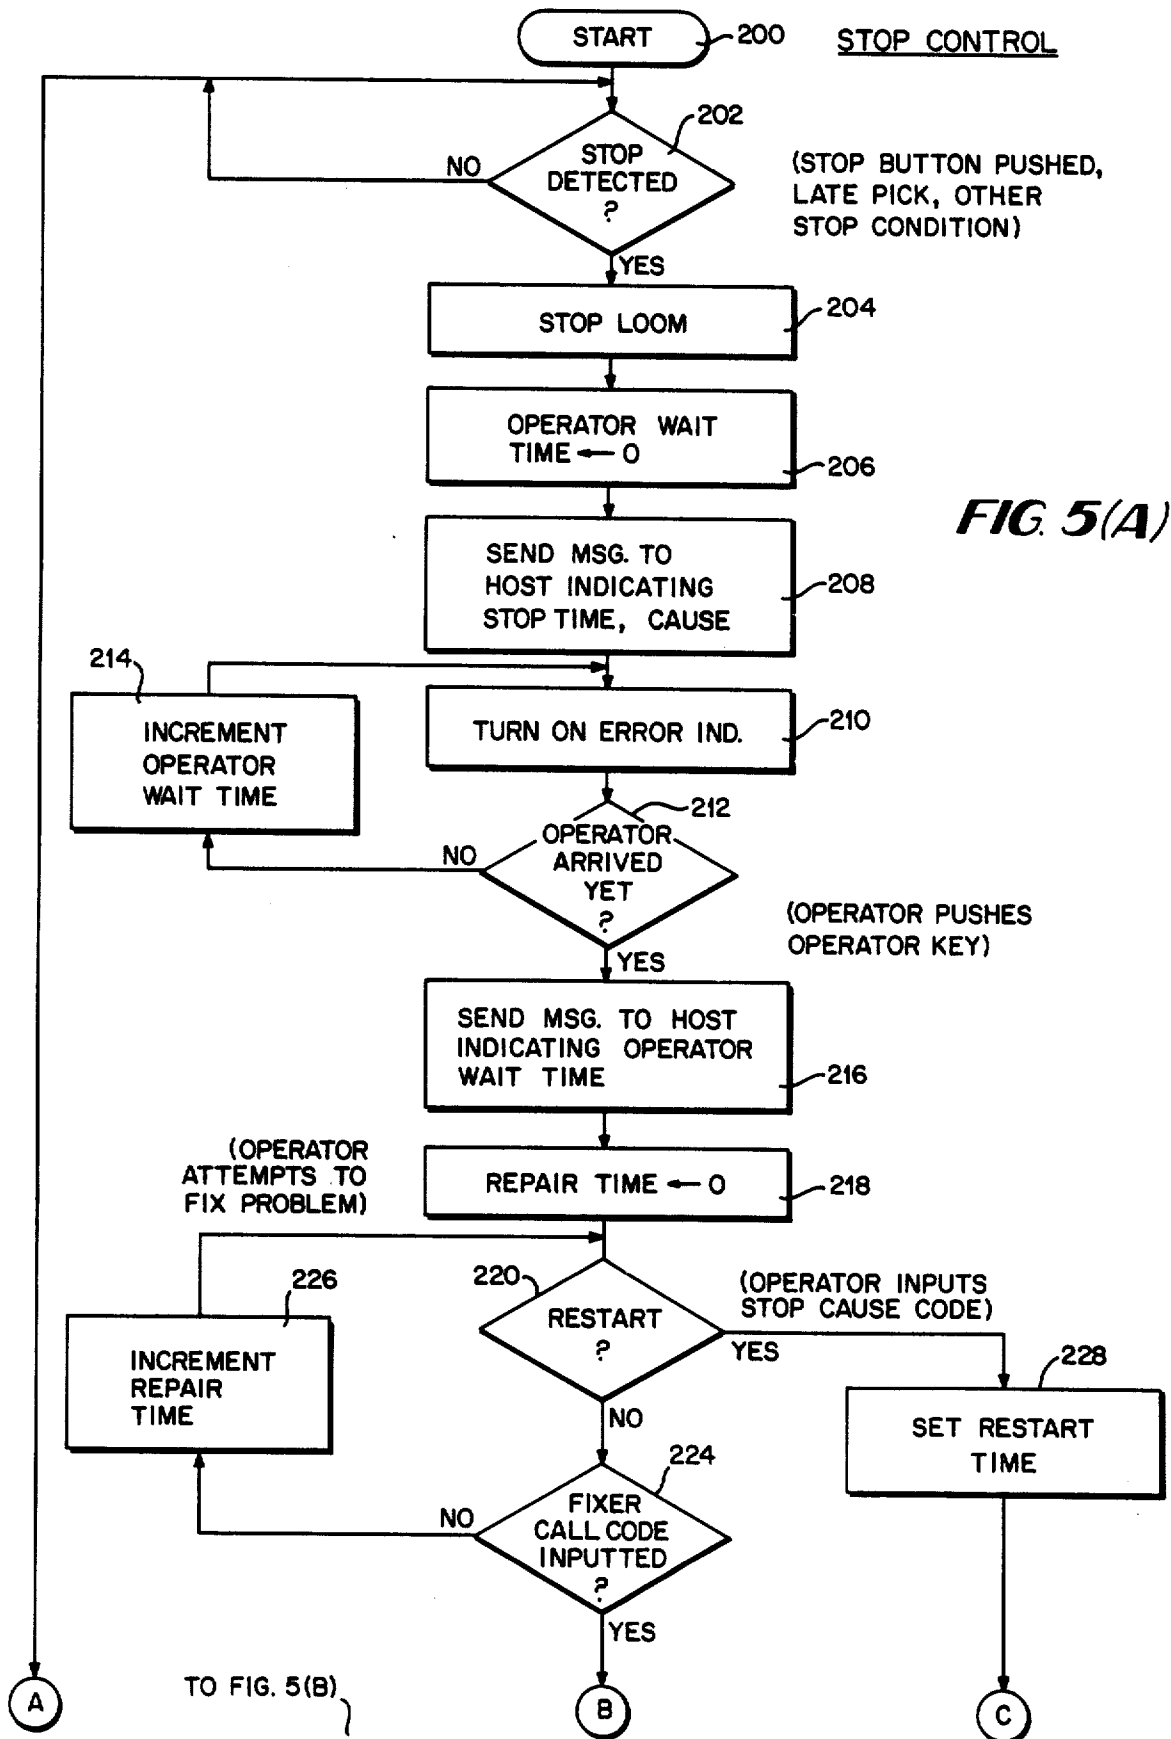 START
200
STOP CONTROL
202
STOP
DETECTED
?
NO
(STOP BUTTON PUSHED,
LATE PICK, OTHER
STOP CONDITION)
YES
STOP LOOM
204
OPERATOR WAIT
TIME ← 0
206
FIG. 5(A)
SEND MSG. TO
HOST INDICATING
STOP TIME, CAUSE
208
214
INCREMENT
OPERATOR
WAIT TIME
TURN ON ERROR IND.
210
212
OPERATOR
ARRIVED
YET
?
NO
(OPERATOR PUSHES
OPERATOR KEY)
YES
SEND MSG. TO HOST
INDICATING OPERATOR
WAIT TIME
216
(OPERATOR
ATTEMPTS TO
FIX PROBLEM)
REPAIR TIME ← 0
218
226
220
RESTART
?
(OPERATOR INPUTS
STOP CAUSE CODE)
YES
INCREMENT
REPAIR
TIME
228
SET RESTART
TIME
NO
224
FIXER
CALL CODE
INPUTTED
?
NO
YES
TO FIG. 5(B)
A
B
C